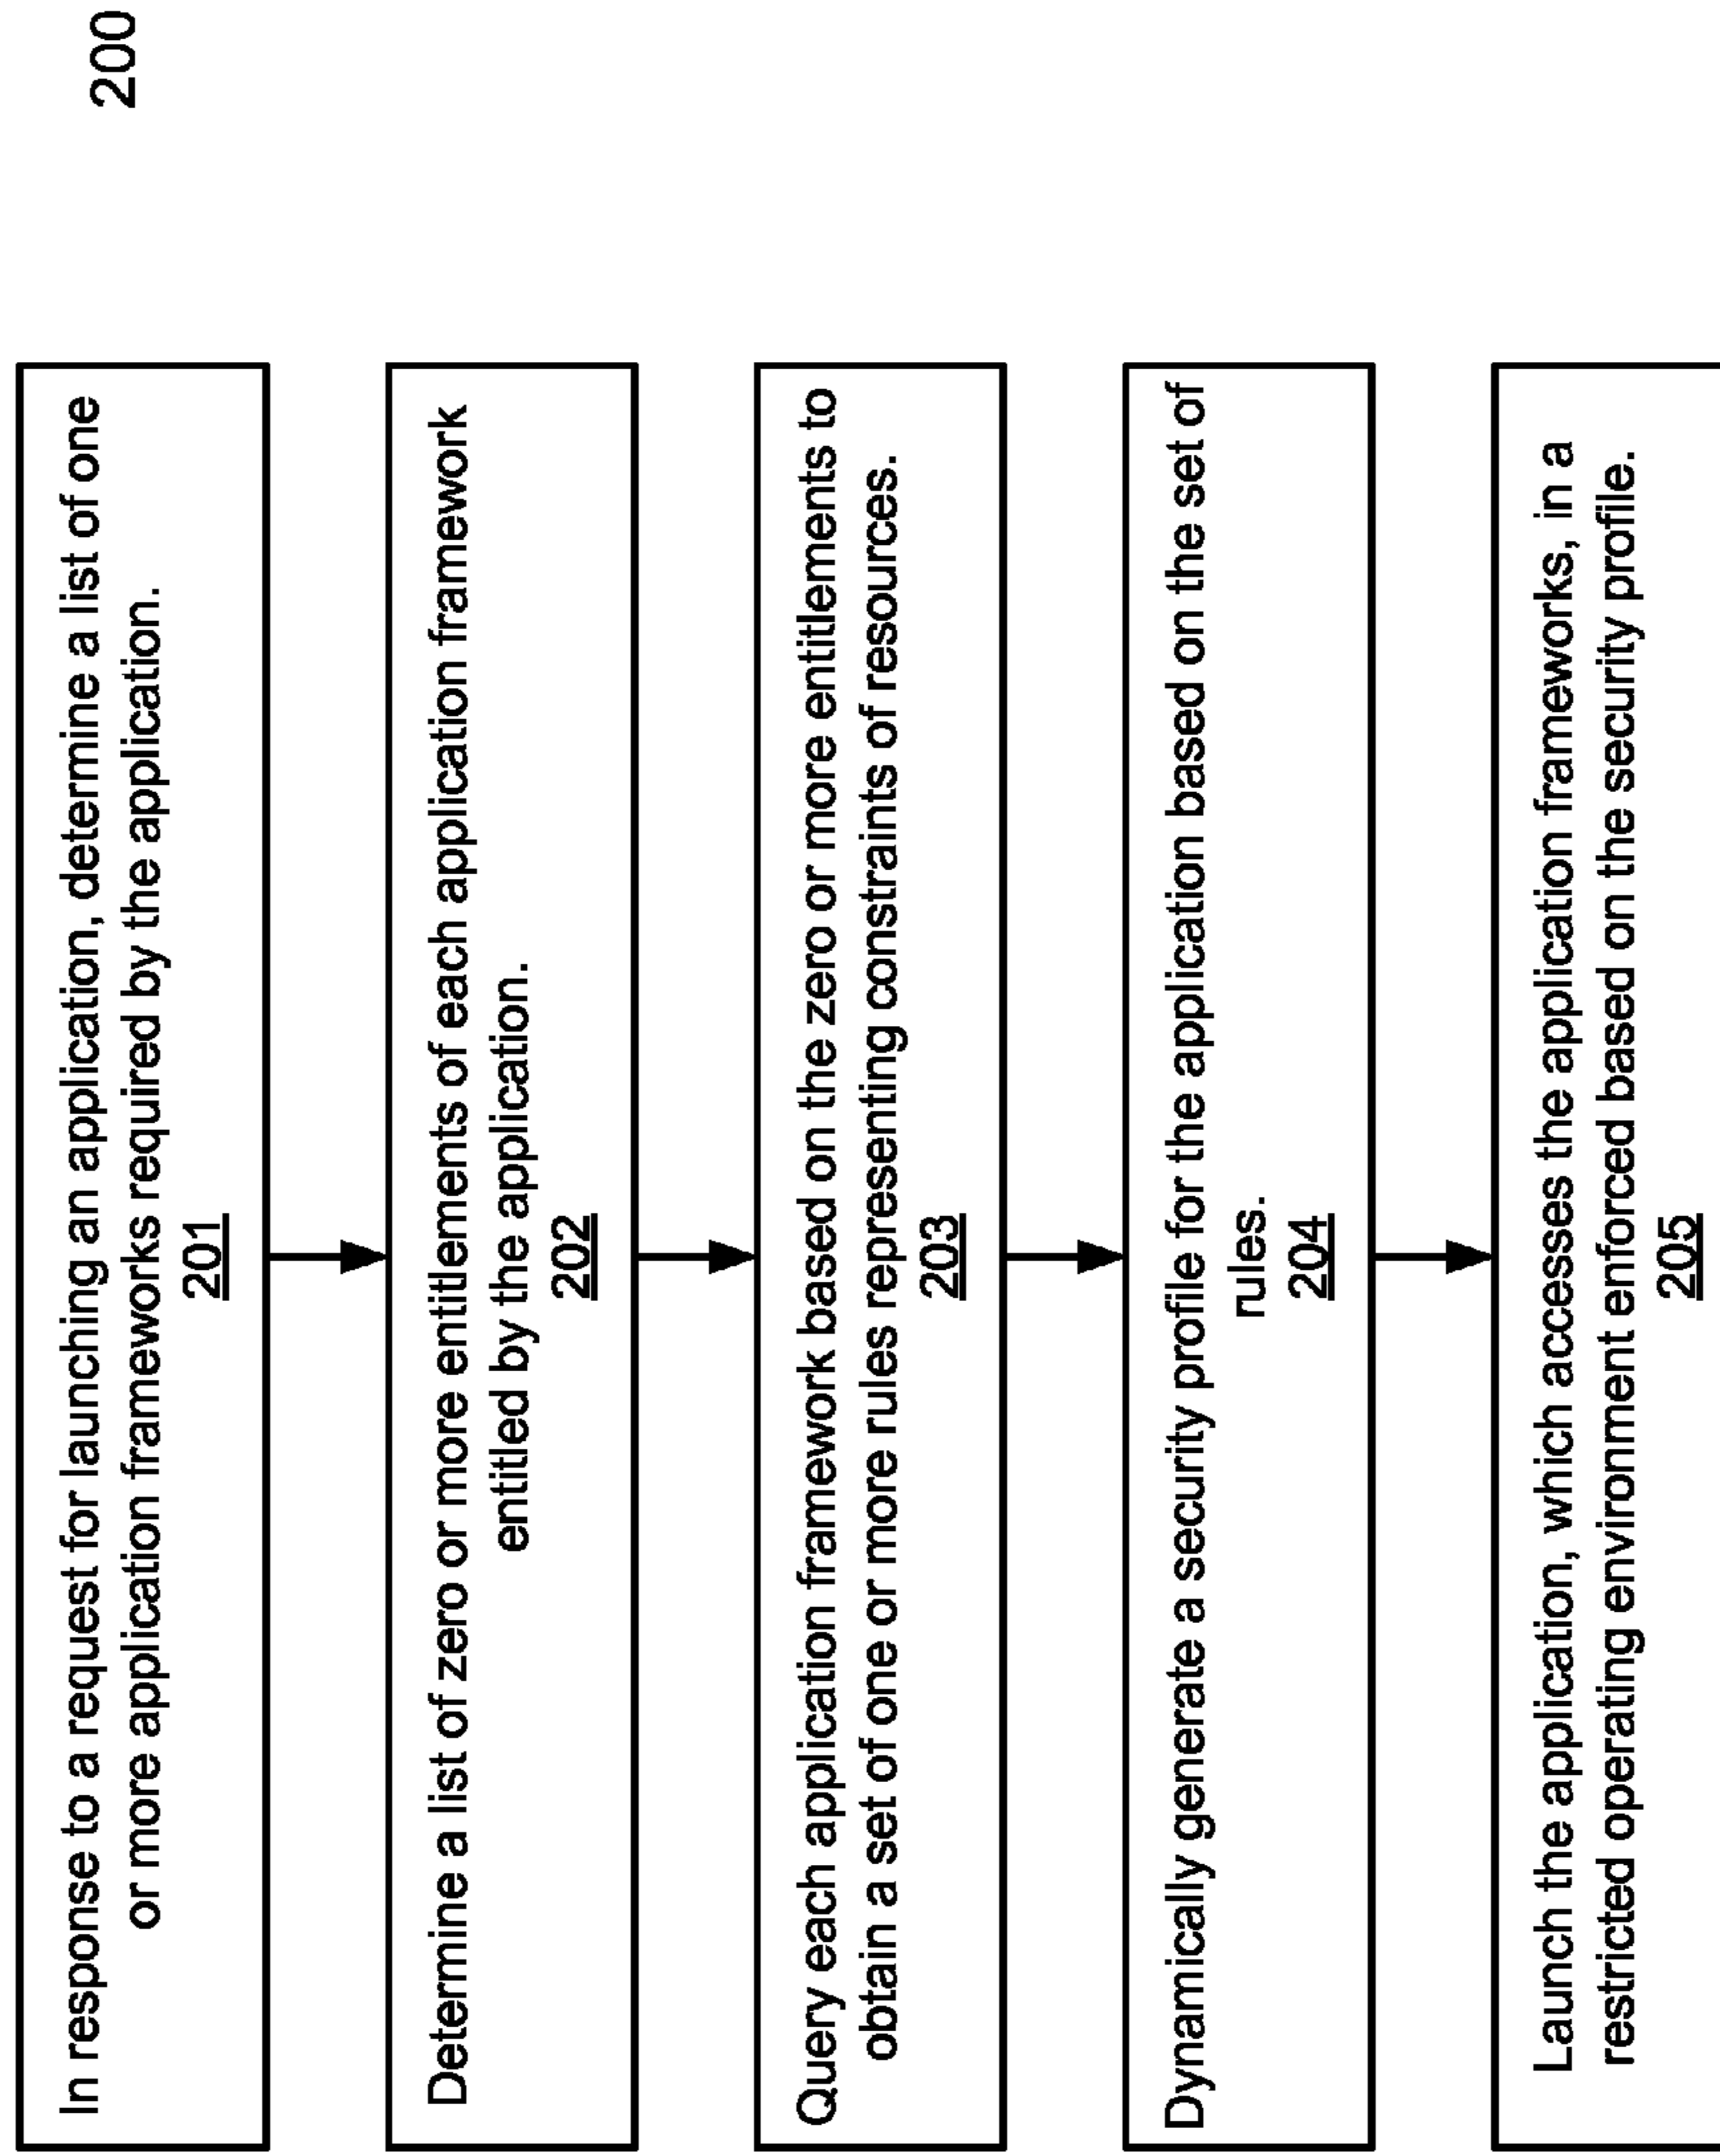 200
In response to a request for launching an application, determine a list of one
or more application frameworks required by the application.
201
Determine a list of zero or more entitlements of each application framework
entitled by the application.
202
Query each application framework based on the zero or more entitlements to
obtain a set of one or more rules representing constraints of resources.
203
Dynamically generate a security profile for the application based on the set of
rules.
204
Launch the application, which accesses the application frameworks, in a
restricted operating environment enforced based on the security profile.
205